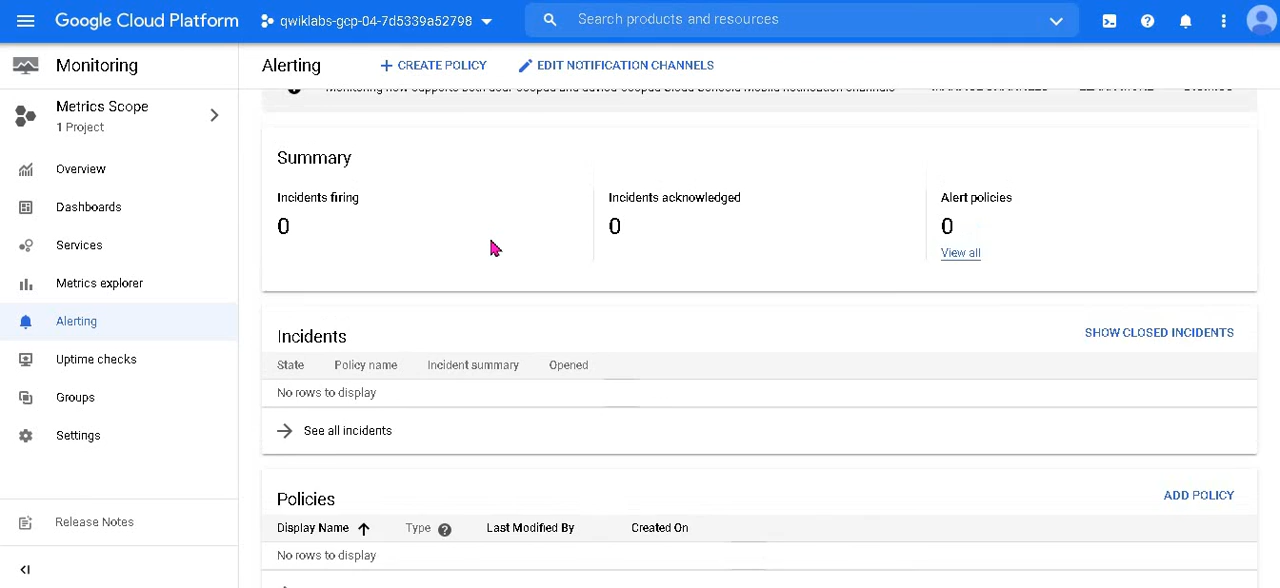 Google Cloud Platform
qwiklabs-gcp-04-7d5339a52798
Search products and resources
Monitoring
Alerting
CREATE POLICY
EDIT NOTIFICATION CHANNELS
Metrics Scope
1 Project
Overview
Dashboards
Services
Metrics explorer
Alerting
Uptime checks
Groups
Settings
Release Notes
Summary
Incidents firing
0
Incidents acknowledged
0
Alert policies
0
View all
Incidents
SHOW CLOSED INCIDENTS
State Policy name Incident summary Opened
No rows to display
See all incidents
Policies
ADD POLICY
Display Name Type Last Modified By Created On
No rows to display